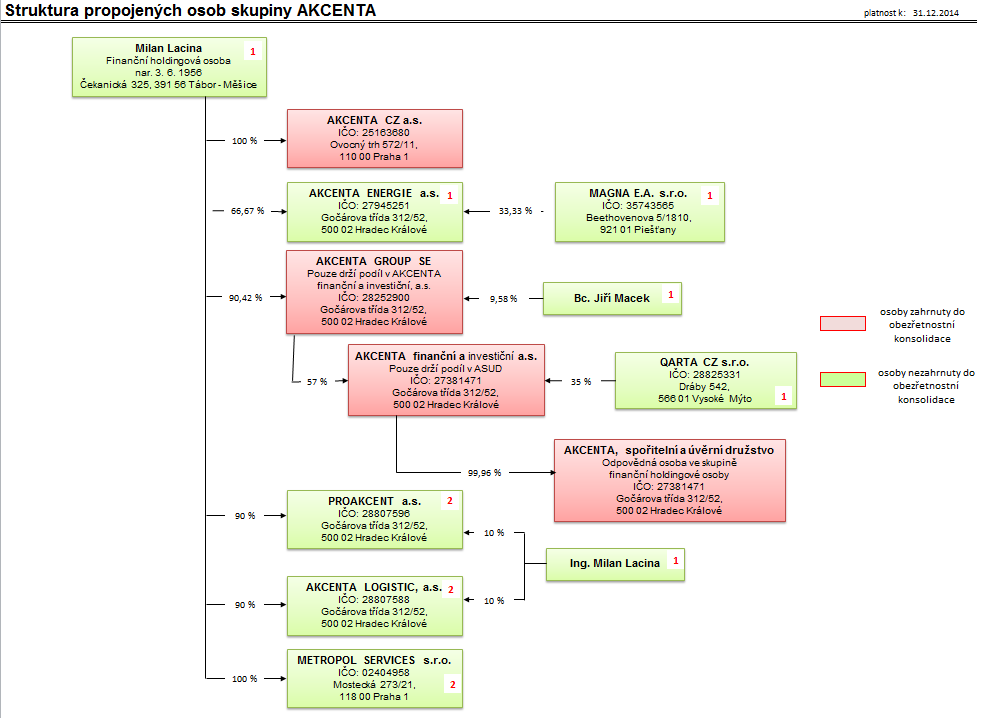 Struktura propojených osob skupiny AKCENTA
platnost k: 31.12.2014
Milan Lacina
1
Finanční holdingová osoba
nar. 3. 6. 1956
Čekanická 325, 391 56 Tábor - Měšice
100 %
AKCENTA CZ a.s.
IČO: 25163680
Ovocný trh 572/11,
110 00 Praha 1
66,67 %
AKCENTA ENERGIE a.s.
1
IČO: 27945251
Gočárova třída 312/52,
500 02 Hradec Králové
33,33 %
MAGNA E.A. s.r.o.
1
IČO: 35743565
Beethovenova 5/1810,
921 01 Piešťany
90,42 %
AKCENTA GROUP SE
Pouze drží podíl v AKCENTA
finanční a investiční, a.s.
IČO: 28252900
Gočárova třída 312/52,
500 02 Hradec Králové
9,58 %
Bc. Jiří Macek
1
osoby zahrnuty do
obezřetnostní
konsolidace
57 %
AKCENTA finanční a investiční a.s.
Pouze drží podíl v ASUD
IČO: 27381471
Gočárova třída 312/52,
500 02 Hradec Králové
35 %
QARTA CZ s.r.o.
IČO: 28825331
Dráby 542,
566 01 Vysoké Mýto
1
osoby nezahrnuty do
obezřetnostní
konsolidace
99,96 %
AKCENTA, spořitelní a úvěrní družstvo
Odpovědná osoba ve skupině
finanční holdingové osoby
IČO: 27381471
Gočárova třída 312/52,
500 02 Hradec Králové
90 %
PROAKCENT a.s.
2
IČO: 28807596
Gočárova třída 312/52,
500 02 Hradec Králové
10 %
Ing. Milan Lacina
1
90 %
AKCENTA LOGISTIC, a.s.
2
IČO: 28807588
Gočárova třída 312/52,
500 02 Hradec Králové
10 %
100 %
METROPOL SERVICES s.r.o.
IČO: 02404958
Mostecká 273/21,
118 00 Praha 1
2